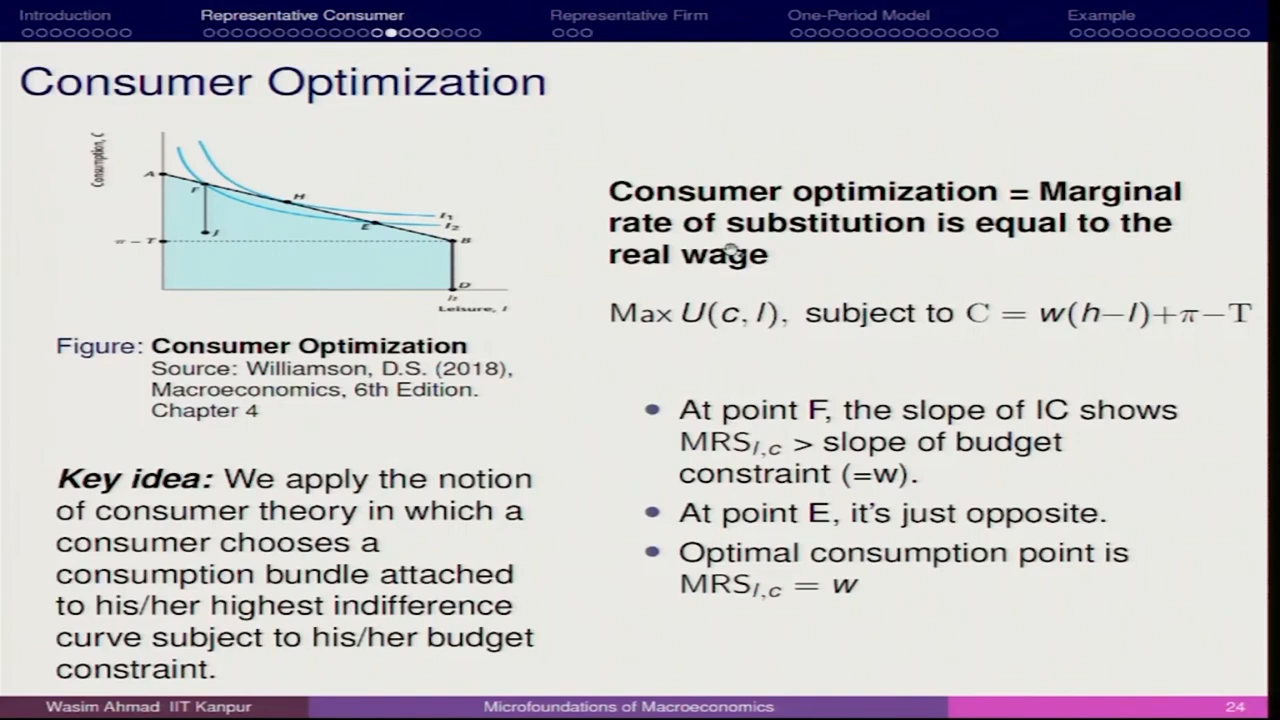 Introduction
Representative Consumer
Representative Firm
One-Period Model
Example
Consumer Optimization
Consumption, C
A
F
H
J
E
I₁
I₂
π − T
B
D
h
Leisure, l
Figure: Consumer Optimization
Source: Williamson, D.S. (2018),
Macroeconomics, 6th Edition.
Chapter 4
Key idea: We apply the notion
of consumer theory in which a
consumer chooses a
consumption bundle attached
to his/her highest indifference
curve subject to his/her budget
constraint.
Consumer optimization = Marginal
rate of substitution is equal to the
real wage
Max U(c, l), subject to C = w(h−l)+π−T
• At point F, the slope of IC shows
MRS_l,c > slope of budget
constraint (=w).
• At point E, it's just opposite.
• Optimal consumption point is
MRS_l,c = w
Wasim Ahmad IIT Kanpur
Microfoundations of Macroeconomics
24